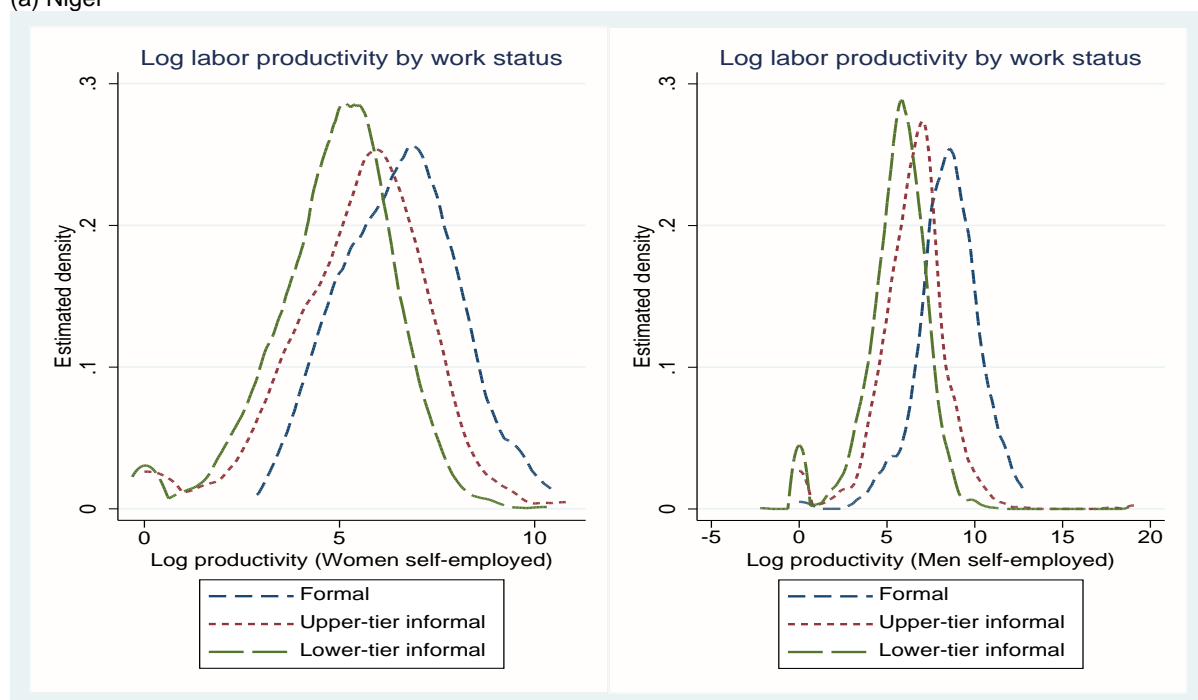 (a) Niger
Log labor productivity by work status
.3
.2
.1
0
Estimated density
0 5 10
Log productivity (Women self-employed)
Formal
Upper-tier informal
Lower-tier informal
Log labor productivity by work status
.3
.2
.1
0
Estimated density
-5 0 5 10 15 20
Log productivity (Men self-employed)
Formal
Upper-tier informal
Lower-tier informal